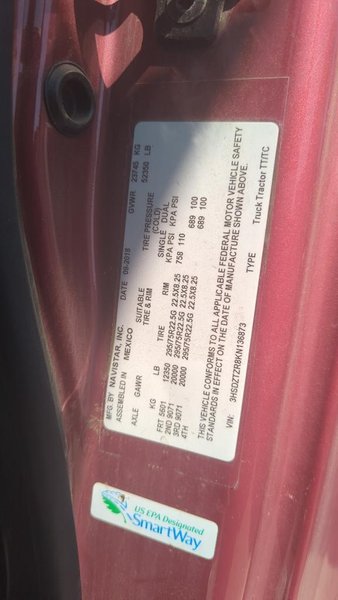 MFG BY NAVISTAR, INC. DATE 09-2018 GVWR 23745 KG
ASSEMBLED IN MEXICO 52350 LB
AXLE GAWR SUITABLE TIRE PRESSURE
TIRE & RIM (COLD)
SINGLE DUAL
KG LB TIRE RIM KPA PSI KPA PSI
FRT 5601 12350 295/75R22.5G 22.5X8.25 758 110
2ND 9071 20000 295/75R22.5G 22.5X8.25 689 100
3RD 9071 20000 295/75R22.5G 22.5X8.25 689 100
4TH
THIS VEHICLE CONFORMS TO ALL APPLICABLE FEDERAL MOTOR VEHICLE SAFETY
STANDARDS IN EFFECT ON THE DATE OF MANUFACTURE SHOWN ABOVE.
VIN: 3HSDZTZR8KN136873 TYPE Truck Tractor TT/TC
US EPA Designated
SmartWay